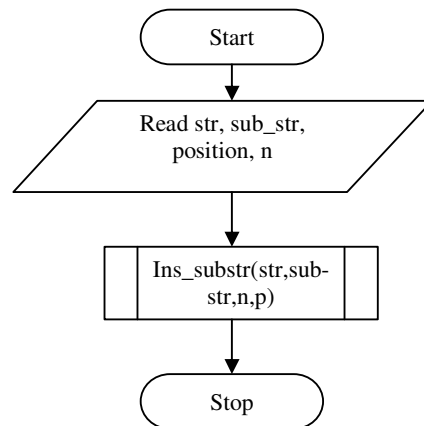 Start
Read str, sub_str,
position, n
Ins_substr(str,sub-
str,n,p)
Stop